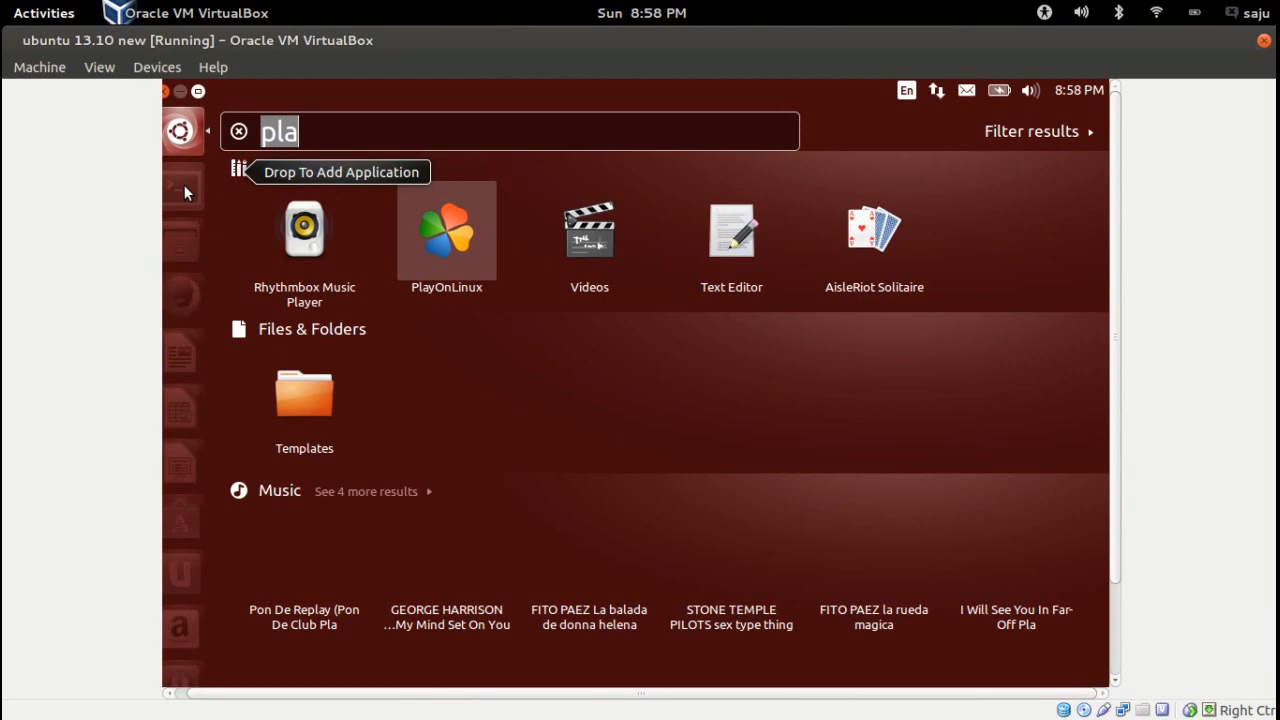 Activities Oracle VM VirtualBox Sun 8:58 PM saju
ubuntu 13.10 new [Running] – Oracle VM VirtualBox
Machine View Devices Help
En 8:58 PM
pla Filter results
Drop To Add Application
Rhythmbox Music
Player
PlayOnLinux
Videos
Text Editor
AisleRiot Solitaire
Files & Folders
Templates
Music See 4 more results
Pon De Replay (Pon
De Club Pla
GEORGE HARRISON
...My Mind Set On You
FITO PAEZ La balada
de donna helena
STONE TEMPLE
PILOTS sex type thing
FITO PAEZ la rueda
magica
I Will See You In Far-
Off Pla
Right Ctr